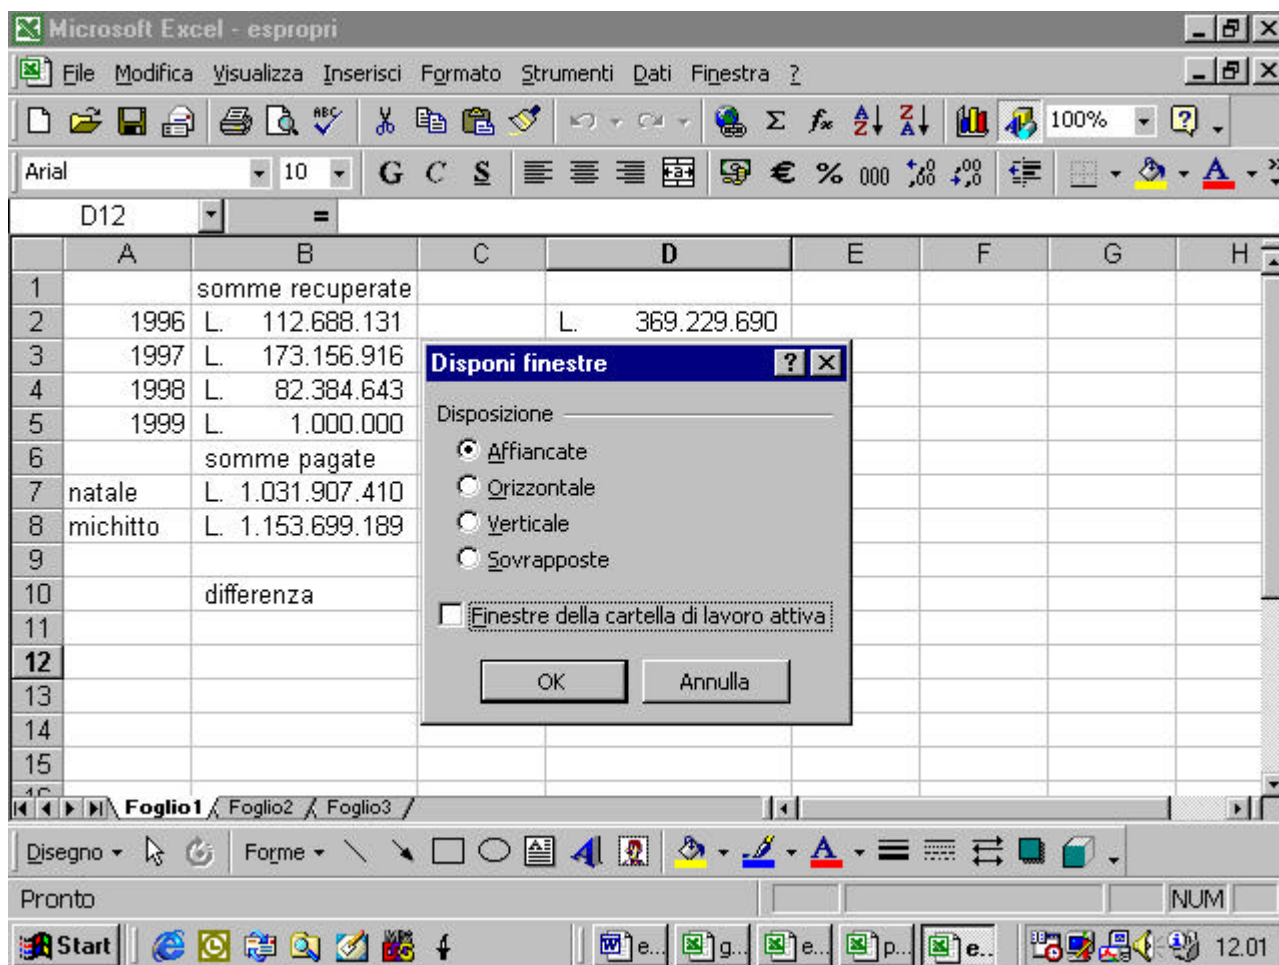 Microsoft Excel - espropri
File Modifica Visualizza Inserisci Formato Strumenti Dati Finestra ?
ABC Σ fx A Z Z A 100% ?
Arial 10 G C S a € % 000 A
D12 =
A B C D E F G H
1 somme recuperate
2 1996 L. 112.688.131 L. 369.229.690
3 1997 L. 173.156.916
4 1998 L. 82.384.643
5 1999 L. 1.000.000
6 somme pagate
7 natale L. 1.031.907.410
8 michitto L. 1.153.699.189
9
10 differenza
11
12
13
14
15
Disponi finestre ?
Disposizione
Affiancate
Orizzontale
Verticale
Sovrapposte
Finestre della cartella di lavoro attiva
OK Annulla
Foglio1 Foglio2 Foglio3
Disegno Forme A A
Pronto NUM
Start e... g... e... p... e.. 12.01